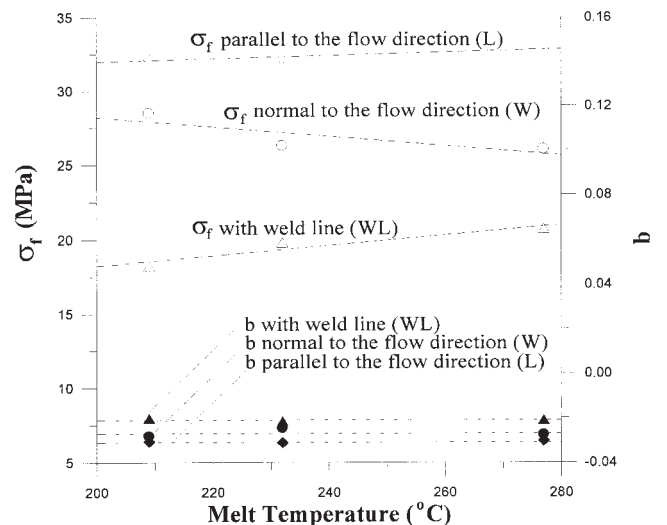 35
30
25
20
15
10
5
σf (MPa)
0.16
0.12
0.08
0.04
0.00
-0.04
b
σf parallel to the flow direction (L)
σf normal to the flow direction (W)
σf with weld line (WL)
b with weld line (WL)
b normal to the flow direction (W)
b parallel to the flow direction (L)
200 220 240 260 280
Melt Temperature (°C)